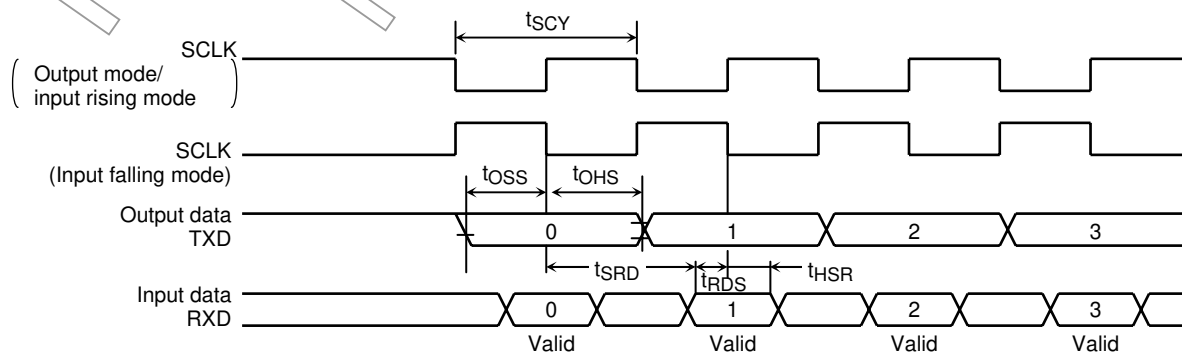 tSCY
SCLK
( Output mode/
input rising mode )
SCLK
(Input falling mode)
tOSS tOHS
Output data
TXD
0 1 2 3
tSRD tRDS tHSR
Input data
RXD
0 1 2 3
Valid Valid Valid Valid